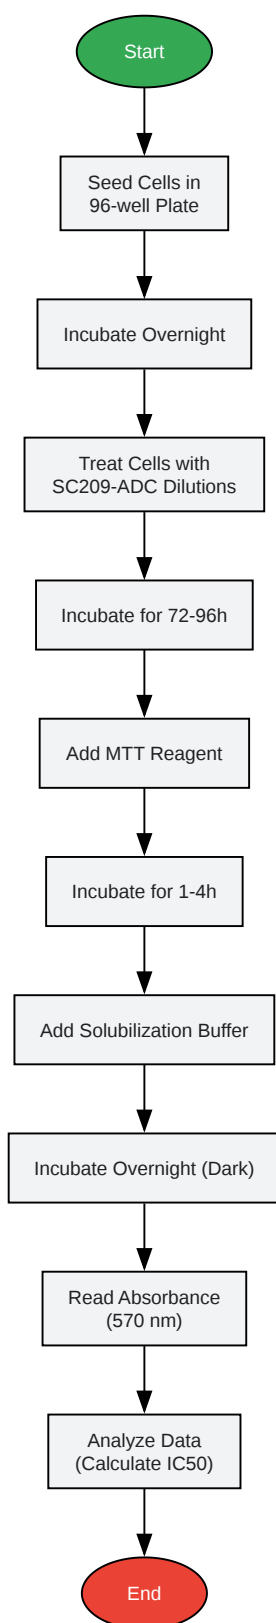 Start
Seed Cells in
96-well Plate
Incubate Overnight
Treat Cells with
SC209-ADC Dilutions
Incubate for 72-96h
Add MTT Reagent
Incubate for 1-4h
Add Solubilization Buffer
Incubate Overnight (Dark)
Read Absorbance
(570 nm)
Analyze Data
(Calculate IC50)
End